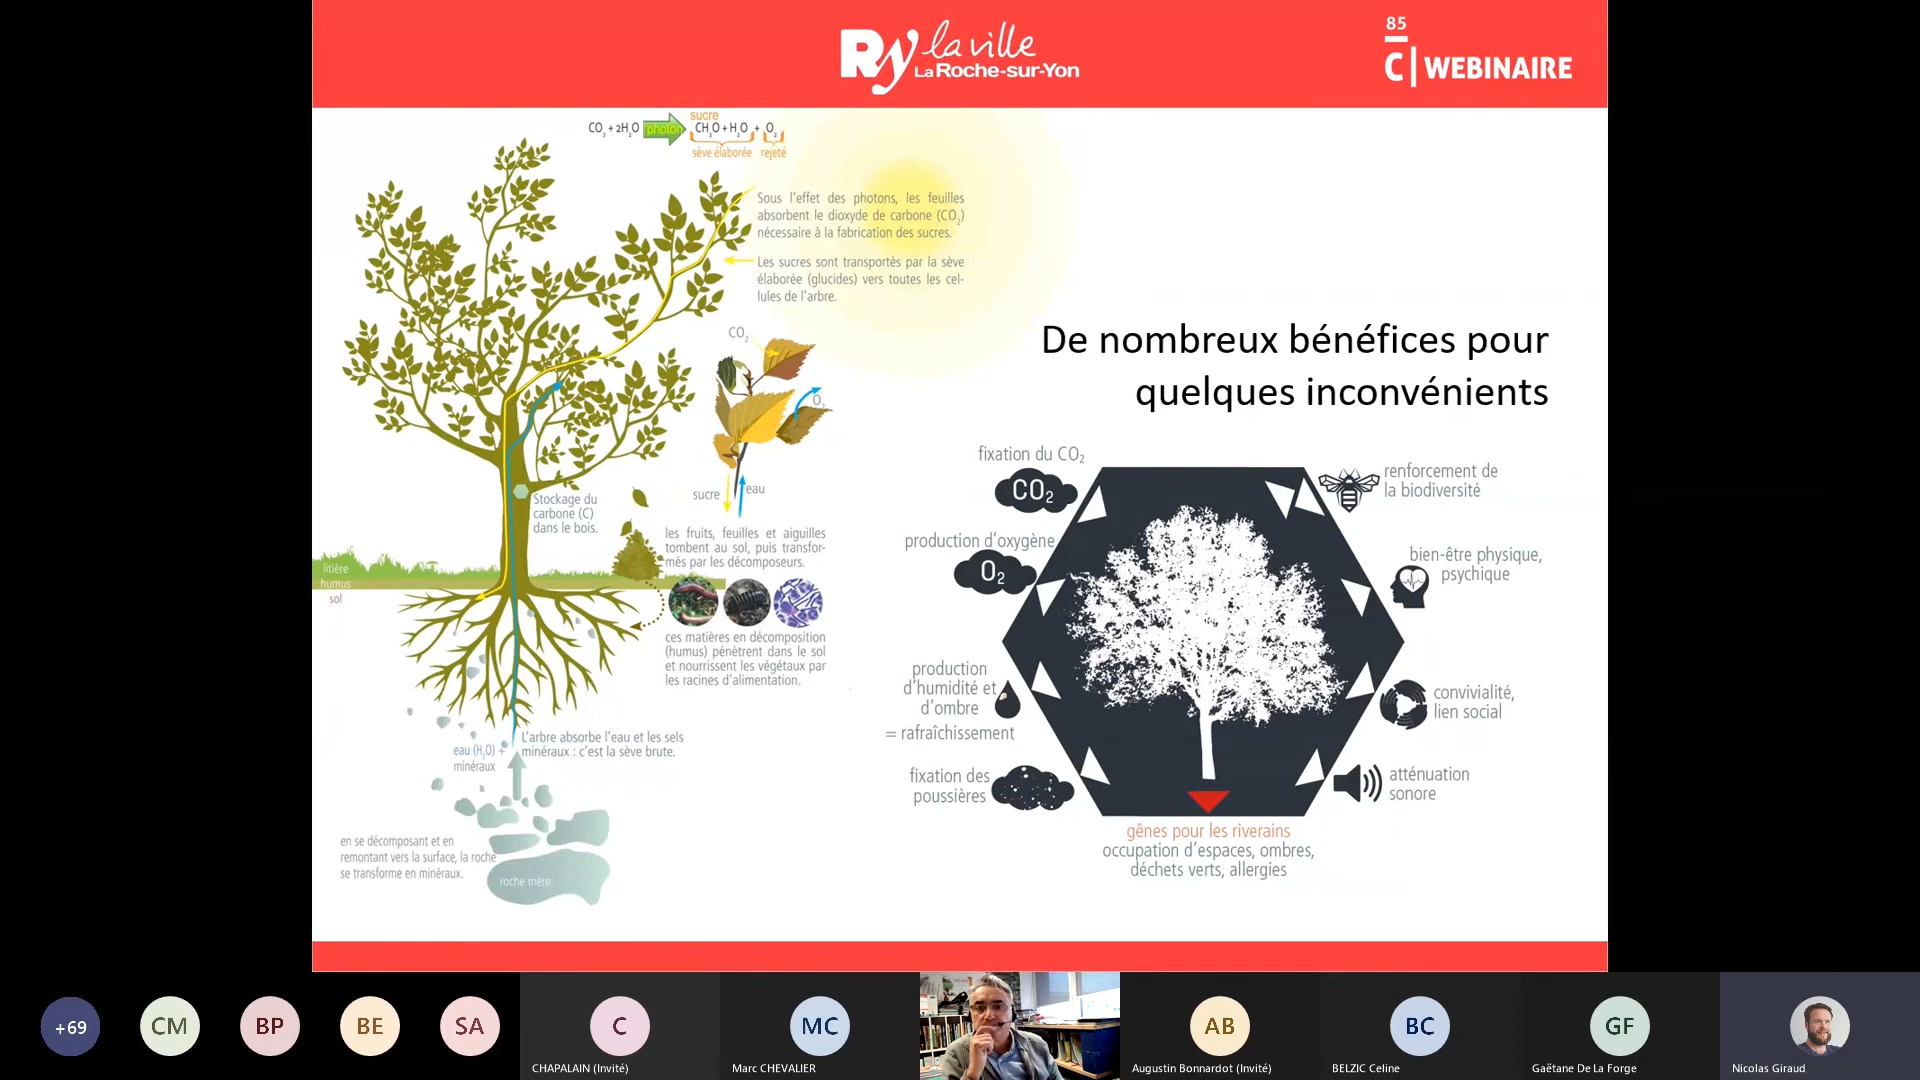 Ry la ville
La Roche-sur-Yon
85
C | WEBINAIRE
sucre
CO2 + 2H2O photon CH2O + H2O + O2
sève élaborée rejeté
Sous l'effet des photons, les feuilles
absorbent le dioxyde de carbone (CO2)
nécessaire à la fabrication des sucres.
Les sucres sont transportés par la sève
élaborée (glucides) vers toutes les cel-
lules de l'arbre.
CO2
O2
sucre
eau
Stockage du
carbone (C)
dans le bois.
les fruits, feuilles et aiguilles
tombent au sol, puis transfor-
més par les décomposeurs.
litière
humus
sol
ces matières en décomposition
(humus) pénètrent dans le sol
et nourrissent les végétaux par
les racines d'alimentation.
eau (H2O) +
minéraux
L'arbre absorbe l'eau et les sels
minéraux : c'est la sève brute.
en se décomposant et en
remontant vers la surface, la roche
se transforme en minéraux.
roche mère
De nombreux bénéfices pour
quelques inconvénients
fixation du CO2
CO2
production d'oxygène
O2
production
d'humidité et
d'ombre
= rafraîchissement
fixation des
poussières
renforcement de
la biodiversité
bien-être physique,
psychique
convivialité,
lien social
atténuation
sonore
gênes pour les riverains
occupation d'espaces, ombres,
déchets verts, allergies
+69
CM
BP
BE
SA
C
CHAPALAIN (Invité)
MC
Marc CHEVALIER
AB
Augustin Bonnardot (Invité)
BC
BELZIC Celine
GF
Gaëtane De La Forge
Nicolas Giraud